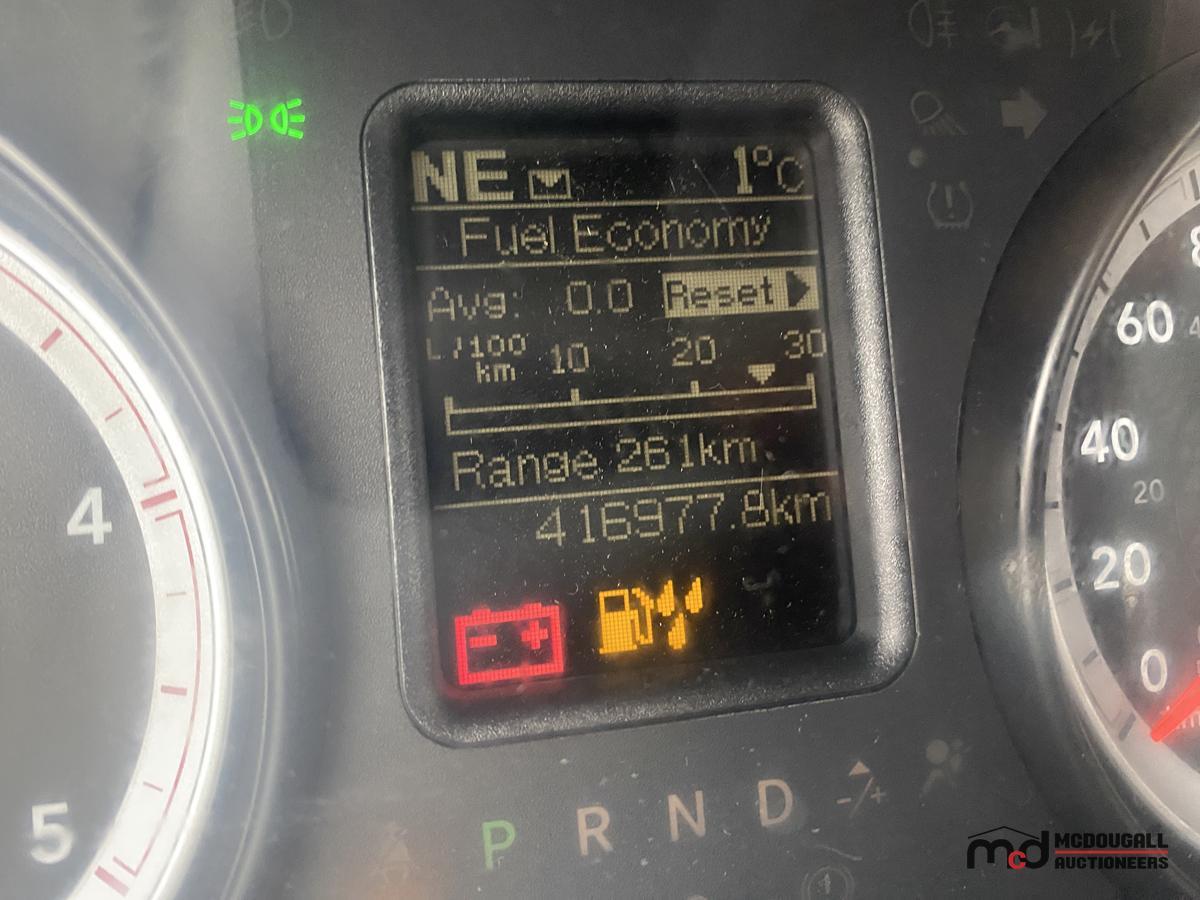 NE 1°C
Fuel Economy
Avg: 0.0 Reset
L/100 km 10 20 30
Range 261km
416977.8km
P R N D -/+
4
5
60
40
20
20
0
mcd MCDOUGALL
AUCTIONEERS